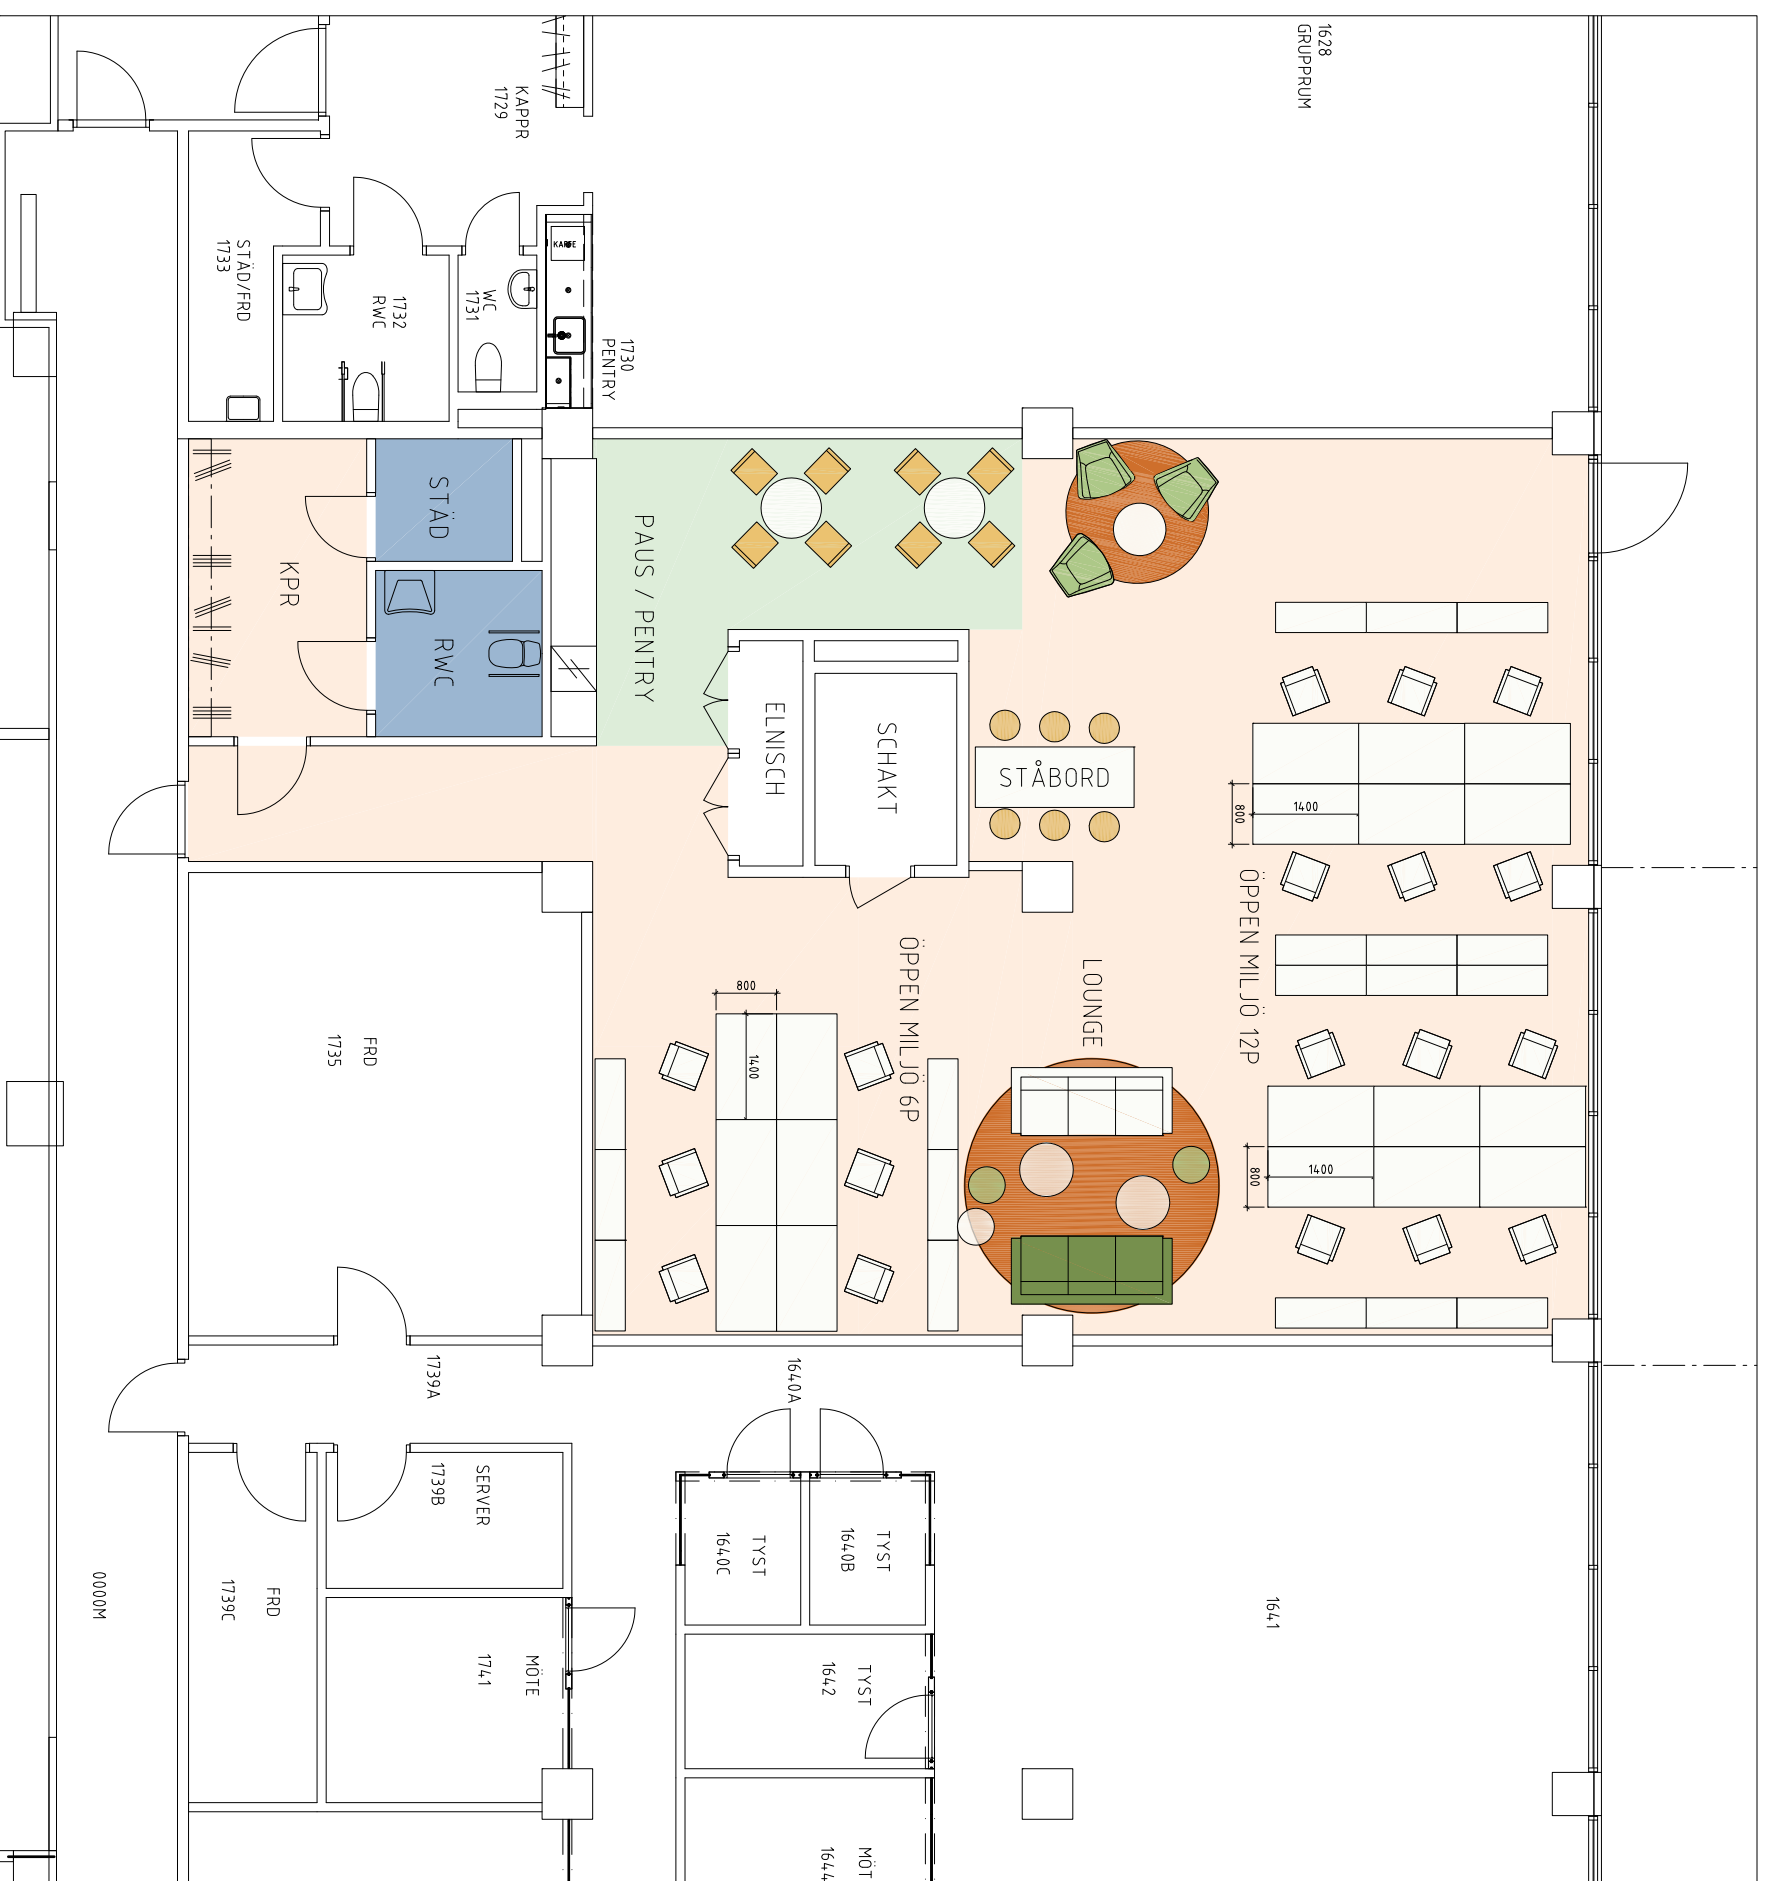 1628
GRUPPRUM
KAPPR
1729
STÄD/FRD
1733
1732
RWC
WC
1731
KAFFE
1730
PENTRY
STÄD
KPR
RWC
PAUS / PENTRY
ELNISCH
SCHAKT
STÅBORD
1400
800
ÖPPEN MILJÖ 12P
ÖPPEN MILJÖ 6P
LOUNGE
800
1400
1400
800
FRD
1735
1739A
1640A
SERVER
1739B
FRD
1739C
0000M
MÖTE
1741
TYST
1640C
TYST
1640B
TYST
1642
1641
MÖT
1644